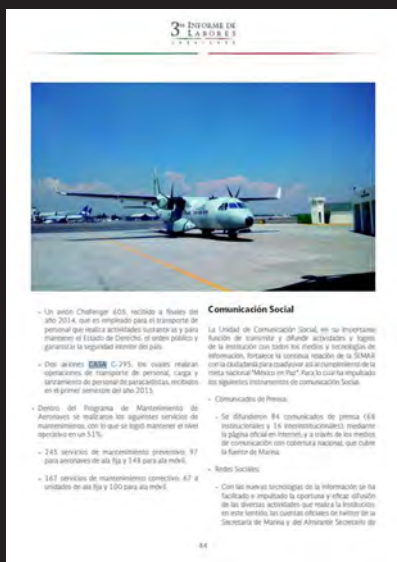 3er INFORME DE
LABORES
2014-2015
– Un avión Challenger 605, recibido a finales del
año 2014, que es empleado para el transporte de
personal que realiza actividades sustantivas y para
mantener el Estado de Derecho, el orden público y
garantizar la seguridad interior del país.
– Dos aviones CASA C-295, los cuales realizan
operaciones de transporte de personal, carga y
lanzamiento de personal de paracaidistas, recibidos
en el primer semestre del año 2015.
• Dentro del Programa de Mantenimiento de
Aeronaves se realizaron los siguientes servicios de
mantenimiento, con lo que se logró mantener el nivel
operativo en un 51%.
– 245 servicios de mantenimiento preventivo, 97
para aeronaves de ala fija y 148 para ala móvil.
– 167 servicios de mantenimiento correctivo, 67 a
unidades de ala fija y 100 para ala móvil.
Comunicación Social
La Unidad de Comunicación Social, en su importante
función de transmitir y difundir actividades y logros
de la institución con todos los medios y tecnologías de
información, fortalece la continua relación de la SEMAR
con la ciudadanía para coadyuvar así al cumplimiento de la
meta nacional "México en Paz". Para lo cual ha impulsado
los siguientes instrumentos de comunicación Social.
– Comunicados de Prensa:
• Se difundieron 84 comunicados de prensa (68
institucionales y 16 interinstitucionales), mediante
la página oficial en Internet, y a través de los medios
de comunicación con cobertura nacional, que cubre
la fuente de Marina.
– Redes Sociales:
• Con las nuevas tecnologías de la información se ha
facilitado e impulsado la oportuna y eficaz difusión
de las diversas actividades que realiza la Institución;
en este sentido, las cuentas oficiales de twitter de la
Secretaría de Marina y del Almirante Secretario de
44